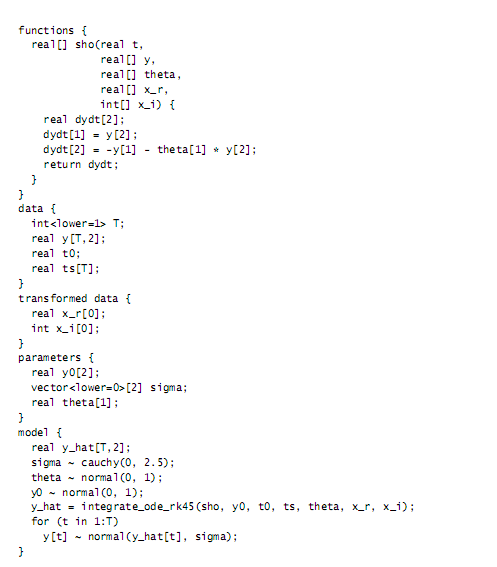 functions {
  real[] sho(real t,
             real[] y,
             real[] theta,
             real[] x_r,
             int[] x_i) {
    real dydt[2];
    dydt[1] = y[2];
    dydt[2] = -y[1] - theta[1] * y[2];
    return dydt;
  }
}
data {
  int<lower=1> T;
  real y[T,2];
  real t0;
  real ts[T];
}
transformed data {
  real x_r[0];
  int x_i[0];
}
parameters {
  real y0[2];
  vector<lower=0>[2] sigma;
  real theta[1];
}
model {
  real y_hat[T,2];
  sigma ~ cauchy(0, 2.5);
  theta ~ normal(0, 1);
  y0 ~ normal(0, 1);
  y_hat = integrate_ode_rk45(sho, y0, t0, ts, theta, x_r, x_i);
  for (t in 1:T)
    y[t] ~ normal(y_hat[t], sigma);
}